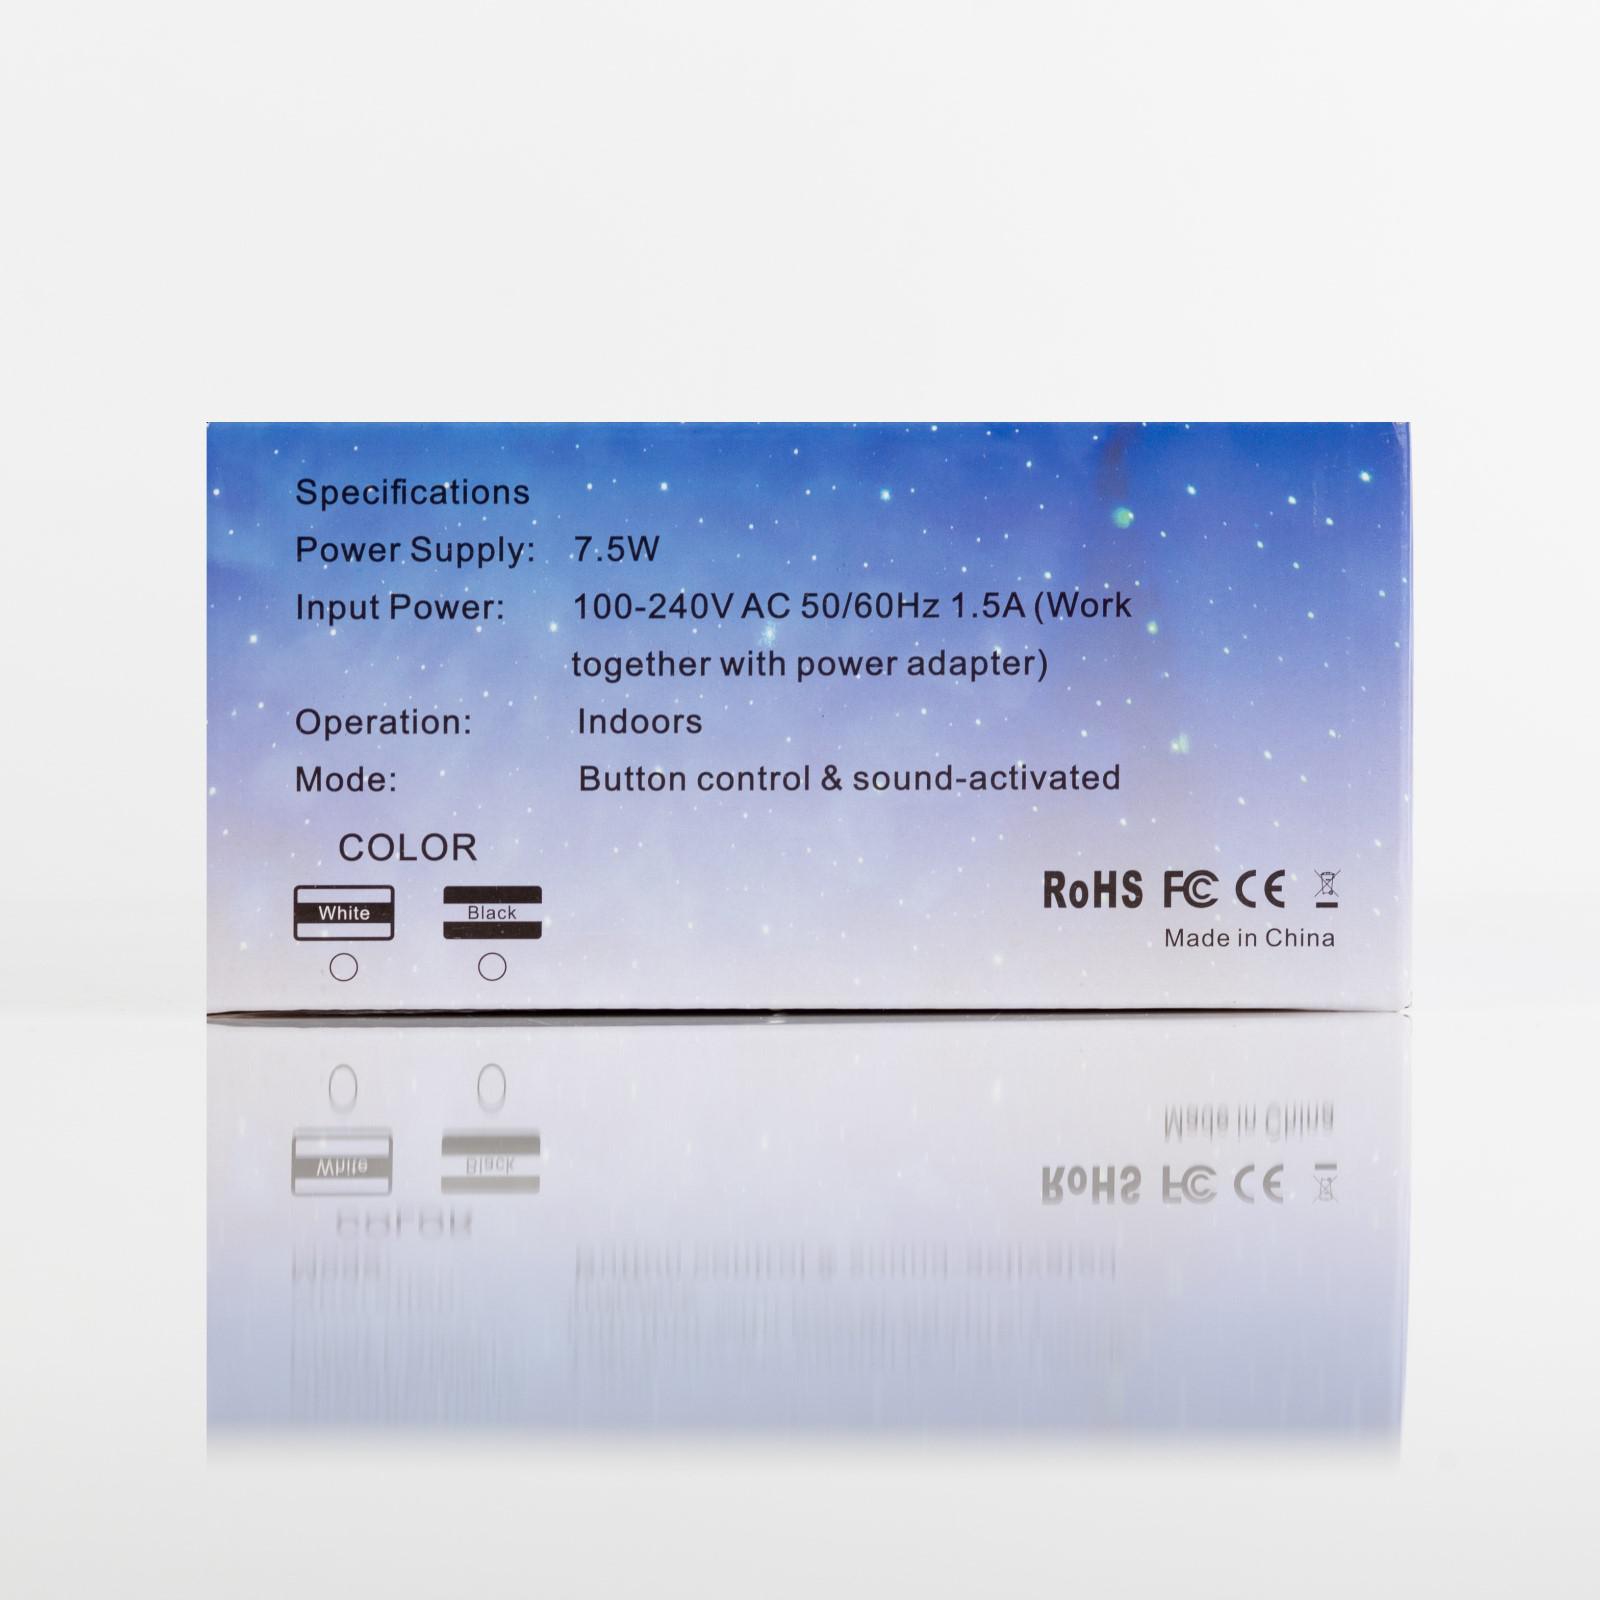 Specifications
Power Supply: 7.5W
Input Power: 100-240V AC 50/60Hz 1.5A (Work
together with power adapter)
Operation: Indoors
Mode: Button control & sound-activated
COLOR
White Black
RoHS FC CE
Made in China